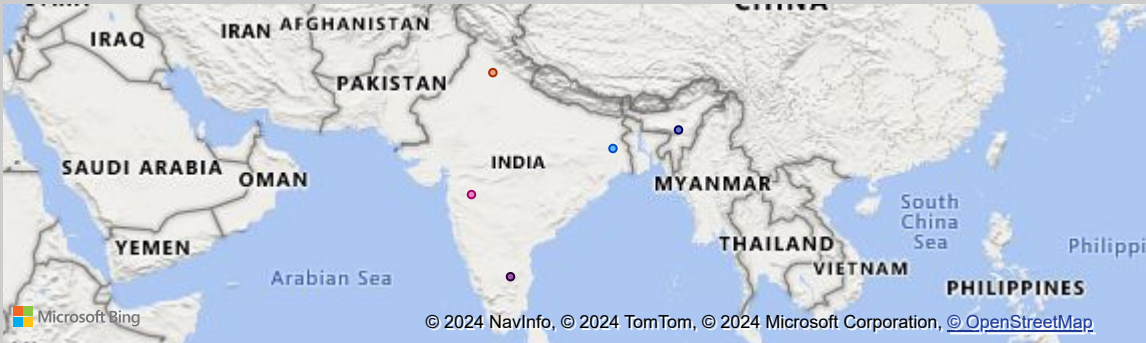 CHINA
IRAQ
IRAN
AFGHANISTAN
PAKISTAN
SAUDI ARABIA
OMAN
INDIA
MYANMAR
YEMEN
Arabian Sea
THAILAND
VIETNAM
South
China
Sea
Philippi
PHILIPPINES
Microsoft Bing
© 2024 NavInfo, © 2024 TomTom, © 2024 Microsoft Corporation, © OpenStreetMap